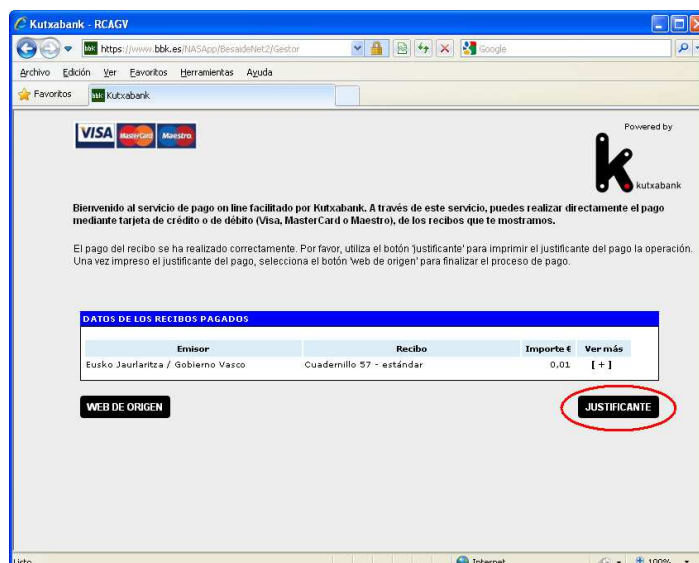 Kutxabank - RCAGV
bbk https://www.bbk.es/NASApp/BesaideNet2/Gestor
Google
Archivo Edición Ver Favoritos Herramientas Ayuda
Favoritos
bbk Kutxabank
VISA MasterCard Maestro
Powered by
k
kutxabank
Bienvenido al servicio de pago on line facilitado por Kutxabank. A través de este servicio, puedes realizar directamente el pago
mediante tarjeta de crédito o de débito (Visa, MasterCard o Maestro), de los recibos que te mostramos.
El pago del recibo se ha realizado correctamente. Por favor, utiliza el botón 'justificante' para imprimir el justificante del pago la operación.
Una vez impreso el justificante del pago, selecciona el botón 'web de origen' para finalizar el proceso de pago.
DATOS DE LOS RECIBOS PAGADOS
Emisor Recibo Importe € Ver más
Eusko Jaurlaritza / Gobierno Vasco Cuadernillo 57 - estándar 0,01 [ + ]
WEB DE ORIGEN JUSTIFICANTE
Listo Internet 100%